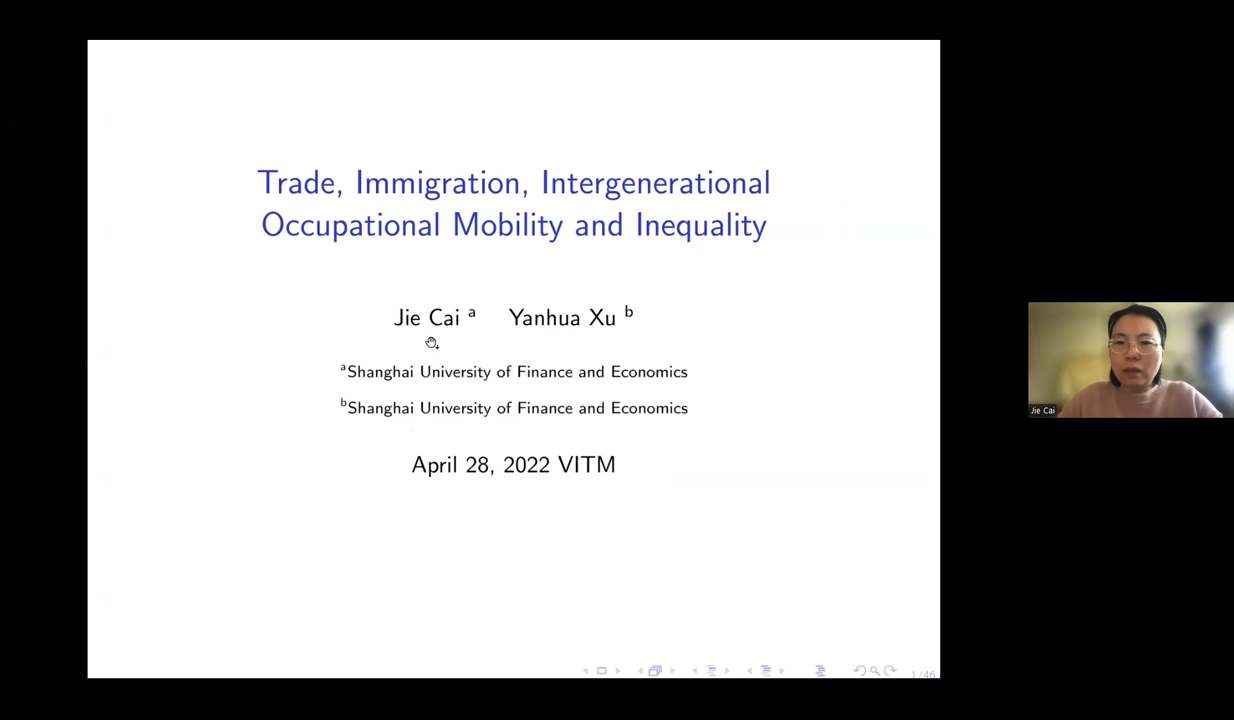 Trade, Immigration, Intergenerational
Occupational Mobility and Inequality
Jie Cai a Yanhua Xu b
aShanghai University of Finance and Economics
bShanghai University of Finance and Economics
April 28, 2022 VITM
1/46
Jie Cai